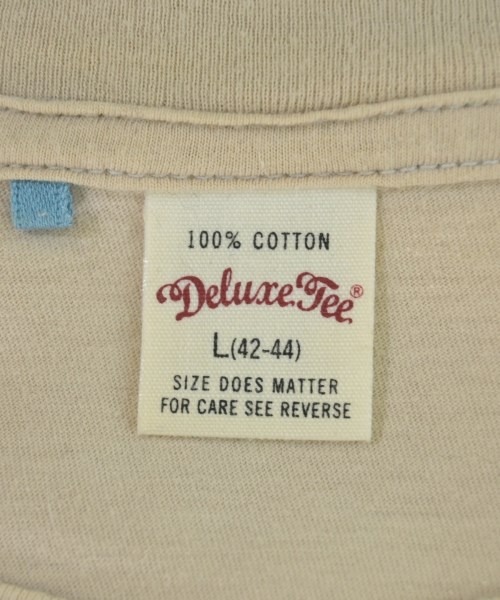 100% COTTON
Deluxe Tee®
L (42-44)
SIZE DOES MATTER
FOR CARE SEE REVERSE